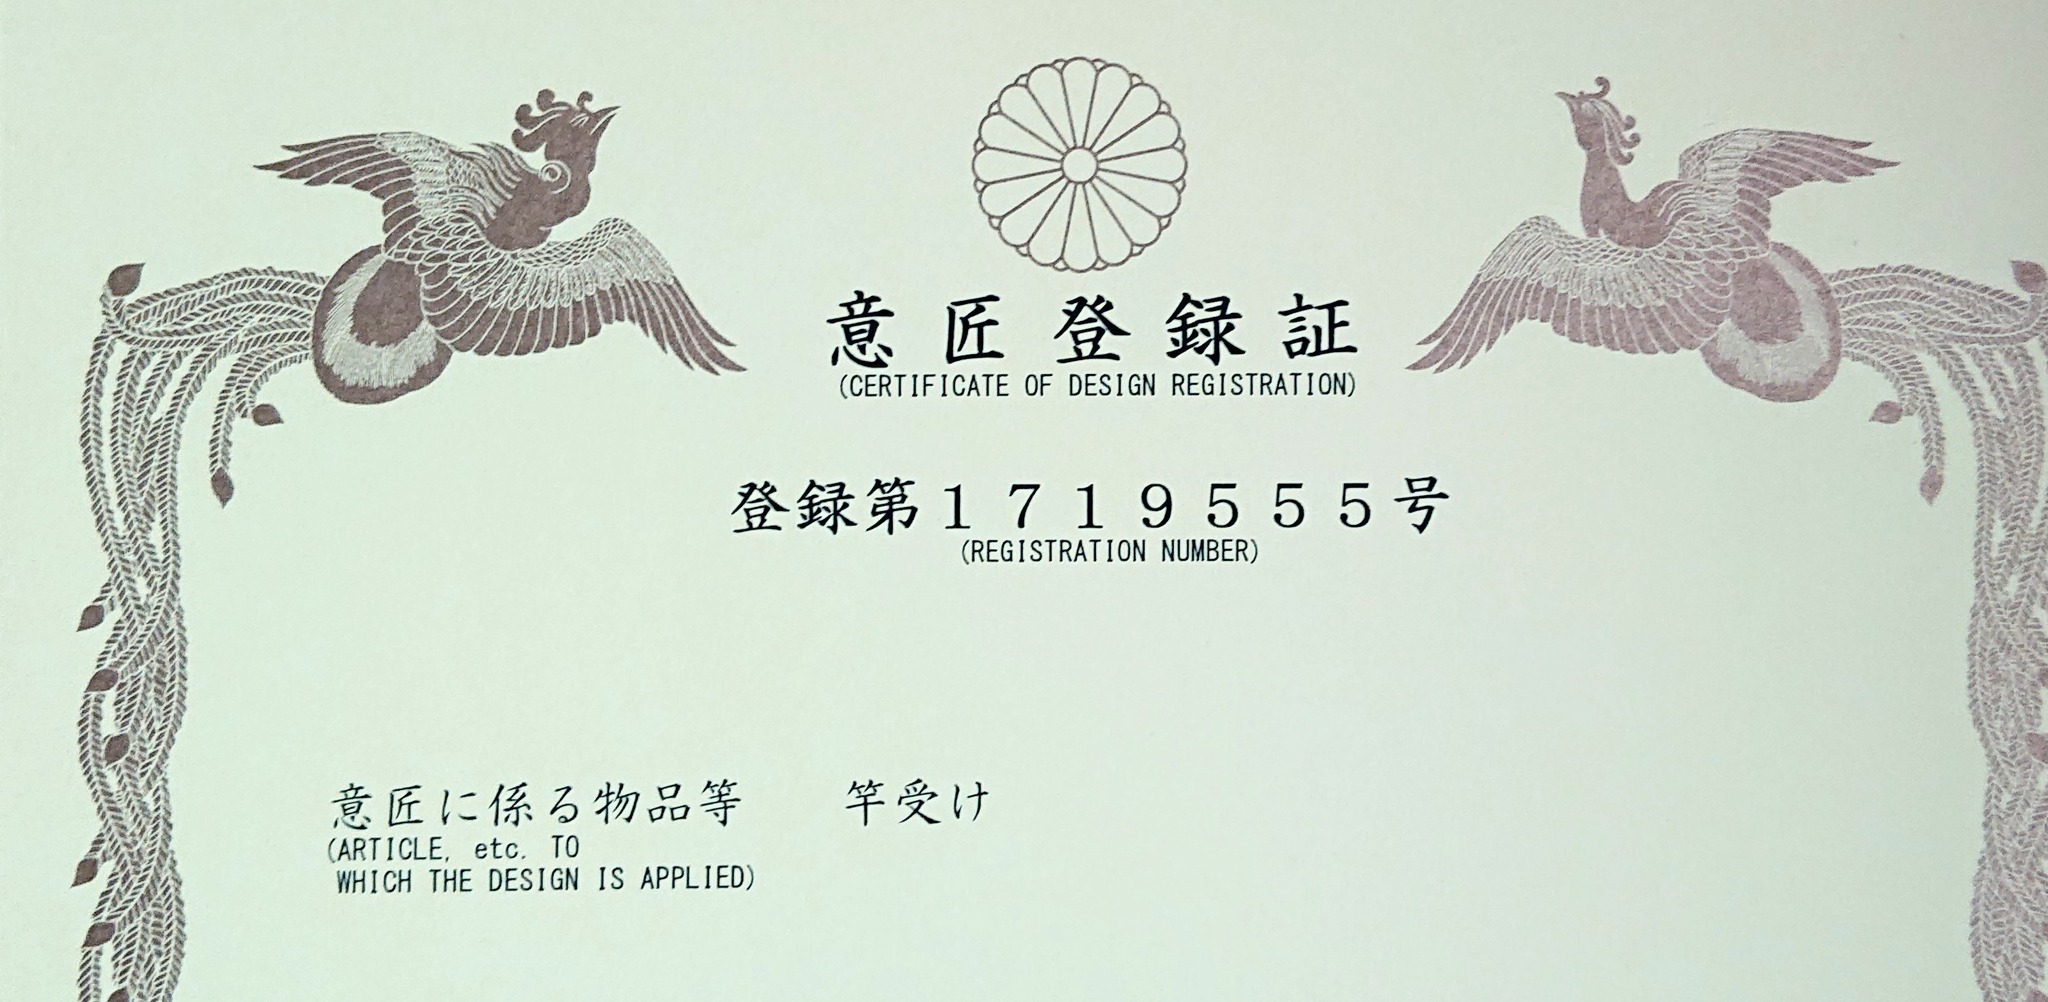 意匠登録証
(CERTIFICATE OF DESIGN REGISTRATION)
登録第１７１９５５５号
(REGISTRATION NUMBER)
意匠に係る物品等　　竿受け
(ARTICLE, etc. TO
WHICH THE DESIGN IS APPLIED)